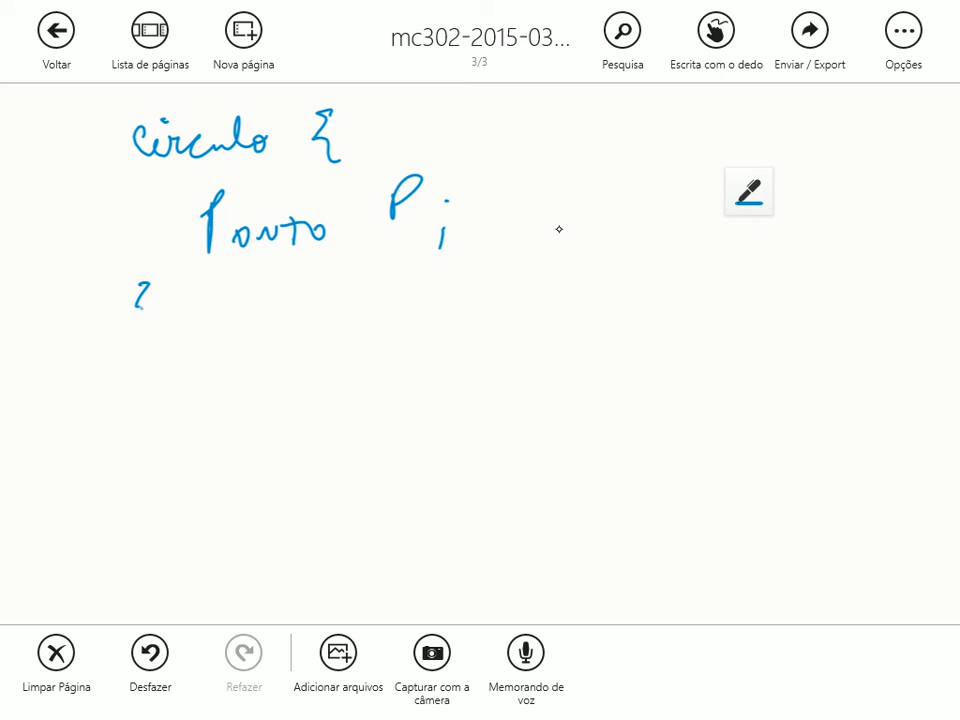 mc302-2015-03...
3/3
Voltar
Lista de páginas
Nova página
Pesquisa
Escrita com o dedo
Enviar / Export
Opções
círculo {
Ponto P;
}
Limpar Página
Desfazer
Refazer
Adicionar arquivos
Capturar com a
câmera
Memorando de
voz